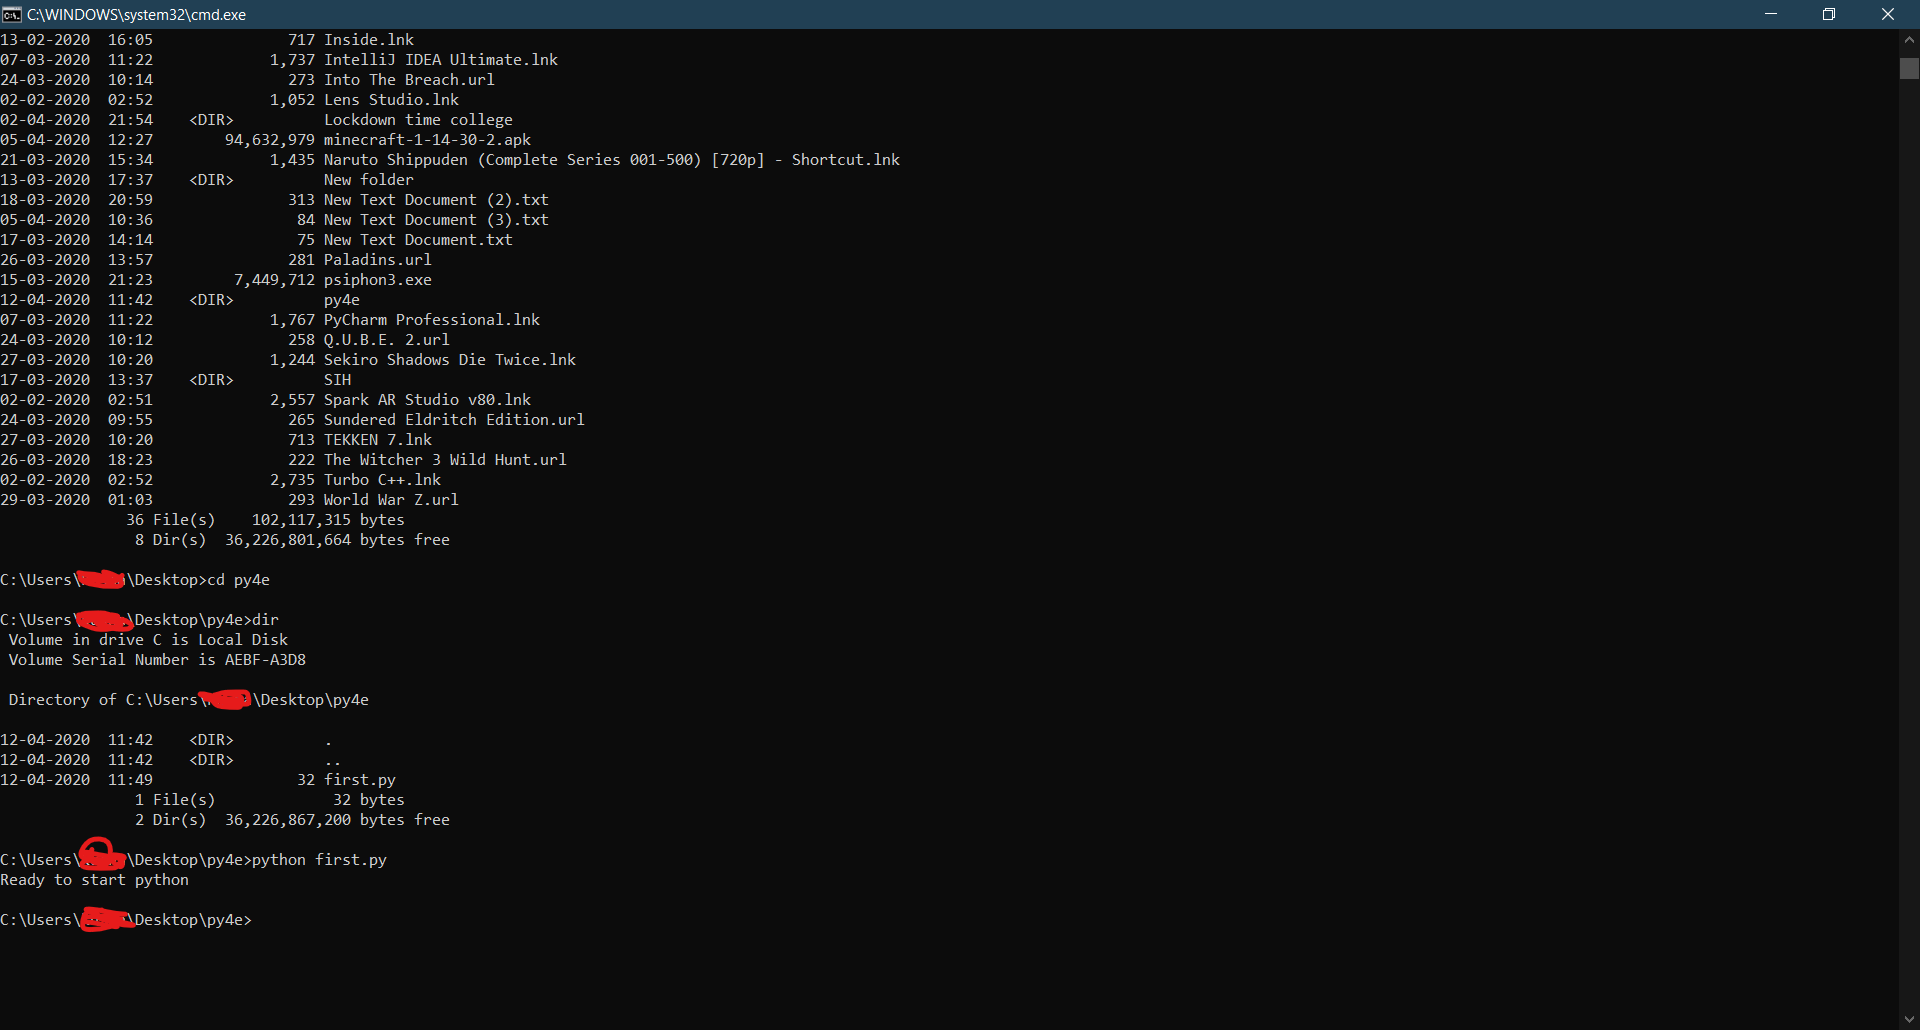 C:\WINDOWS\system32\cmd.exe
13-02-2020  16:05               717 Inside.lnk
07-03-2020  11:22             1,737 IntelliJ IDEA Ultimate.lnk
24-03-2020  10:14               273 Into The Breach.url
02-02-2020  02:52             1,052 Lens Studio.lnk
02-04-2020  21:54    <DIR>          Lockdown time college
05-04-2020  12:27        94,632,979 minecraft-1-14-30-2.apk
21-03-2020  15:34             1,435 Naruto Shippuden (Complete Series 001-500) [720p] - Shortcut.lnk
13-03-2020  17:37    <DIR>          New folder
18-03-2020  20:59               313 New Text Document (2).txt
05-04-2020  10:36                84 New Text Document (3).txt
17-03-2020  14:14                75 New Text Document.txt
26-03-2020  13:57               281 Paladins.url
15-03-2020  21:23         7,449,712 psiphon3.exe
12-04-2020  11:42    <DIR>          py4e
07-03-2020  11:22             1,767 PyCharm Professional.lnk
24-03-2020  10:12               258 Q.U.B.E. 2.url
27-03-2020  10:20             1,244 Sekiro Shadows Die Twice.lnk
17-03-2020  13:37    <DIR>          SIH
02-02-2020  02:51             2,557 Spark AR Studio v80.lnk
24-03-2020  09:55               265 Sundered Eldritch Edition.url
27-03-2020  10:20               713 TEKKEN 7.lnk
26-03-2020  18:23               222 The Witcher 3 Wild Hunt.url
02-02-2020  02:52             2,735 Turbo C++.lnk
29-03-2020  01:03               293 World War Z.url
              36 File(s)    102,117,315 bytes
               8 Dir(s)  36,226,801,664 bytes free
C:\Users\ \Desktop>cd py4e
C:\Users\ \Desktop\py4e>dir
 Volume in drive C is Local Disk
 Volume Serial Number is AEBF-A3D8
 Directory of C:\Users\ \Desktop\py4e
12-04-2020  11:42    <DIR>          .
12-04-2020  11:42    <DIR>          ..
12-04-2020  11:49                32 first.py
               1 File(s)             32 bytes
               2 Dir(s)  36,226,867,200 bytes free
C:\Users\ \Desktop\py4e>python first.py
Ready to start python
C:\Users\ \Desktop\py4e>